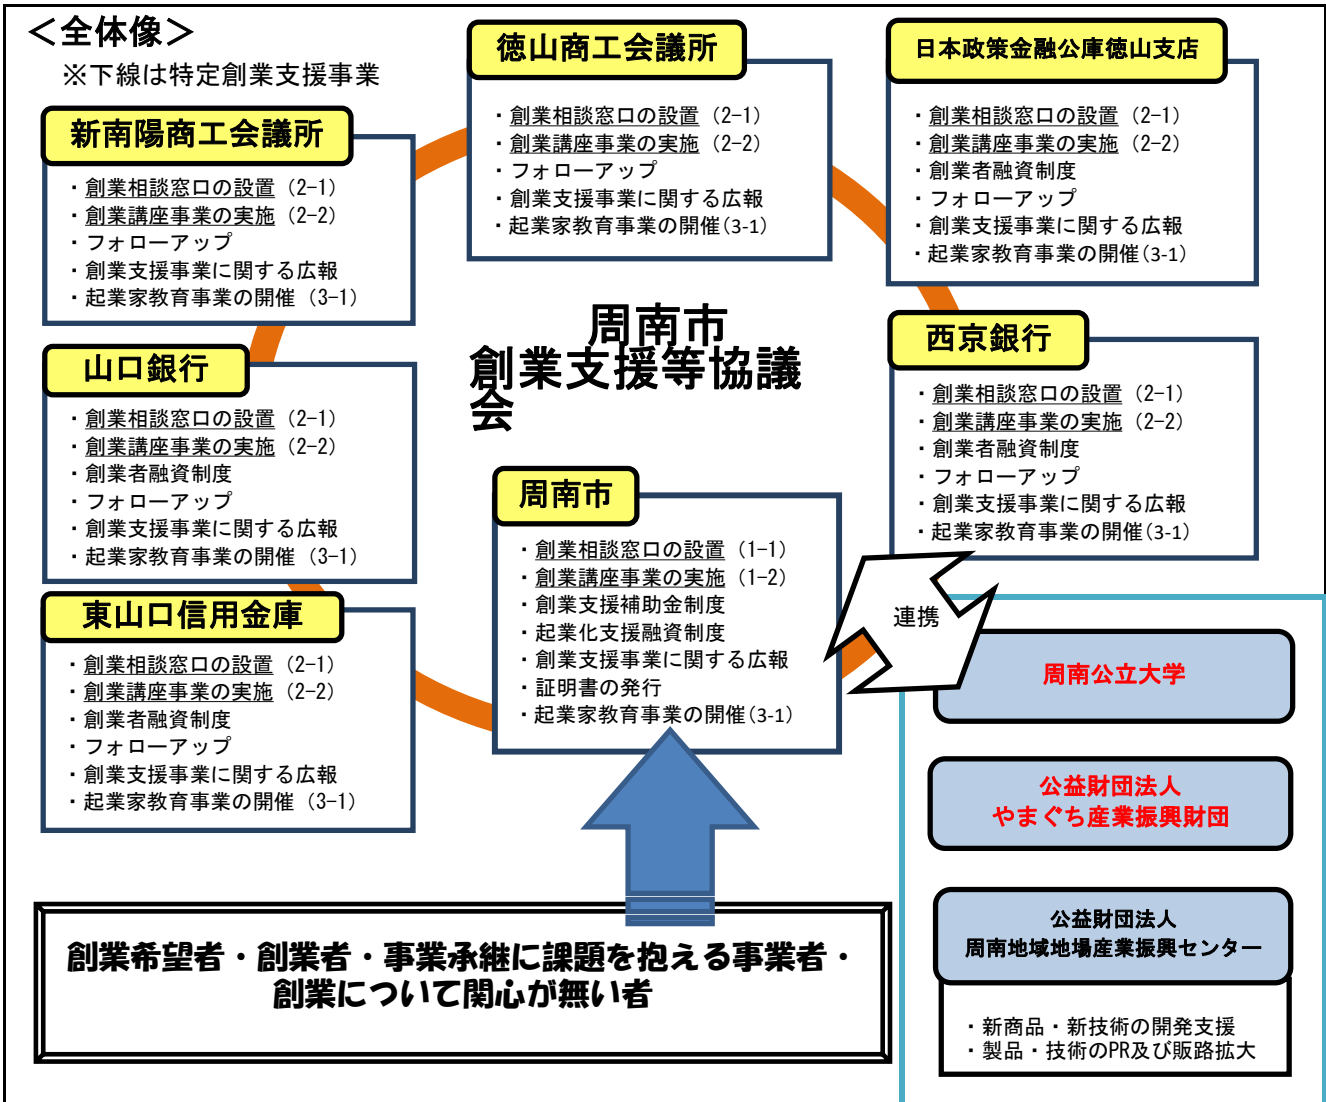 ＜全体像＞
※下線は特定創業支援事業
徳山商工会議所
・創業相談窓口の設置（2-1）
・創業講座事業の実施（2-2）
・フォローアップ
・創業支援事業に関する広報
・起業家教育事業の開催(3-1)
日本政策金融公庫徳山支店
・創業相談窓口の設置（2-1）
・創業講座事業の実施（2-2）
・創業者融資制度
・フォローアップ
・創業支援事業に関する広報
・起業家教育事業の開催(3-1)
新南陽商工会議所
・創業相談窓口の設置（2-1）
・創業講座事業の実施（2-2）
・フォローアップ
・創業支援事業に関する広報
・起業家教育事業の開催（3-1）
周南市
創業支援等協議
会
山口銀行
・創業相談窓口の設置（2-1）
・創業講座事業の実施（2-2）
・創業者融資制度
・フォローアップ
・創業支援事業に関する広報
・起業家教育事業の開催（3-1）
西京銀行
・創業相談窓口の設置（2-1）
・創業講座事業の実施（2-2）
・創業者融資制度
・フォローアップ
・創業支援事業に関する広報
・起業家教育事業の開催(3-1)
周南市
・創業相談窓口の設置（1-1）
・創業講座事業の実施（1-2）
・創業支援補助金制度
・起業化支援融資制度
・創業支援事業に関する広報
・証明書の発行
・起業家教育事業の開催(3-1)
東山口信用金庫
・創業相談窓口の設置（2-1）
・創業講座事業の実施（2-2）
・創業者融資制度
・フォローアップ
・創業支援事業に関する広報
・起業家教育事業の開催（3-1）
連携
周南公立大学
公益財団法人
やまぐち産業振興財団
公益財団法人
周南地域地場産業振興センター
・新商品・新技術の開発支援
・製品・技術のPR及び販路拡大
創業希望者・創業者・事業承継に課題を抱える事業者・
創業について関心が無い者